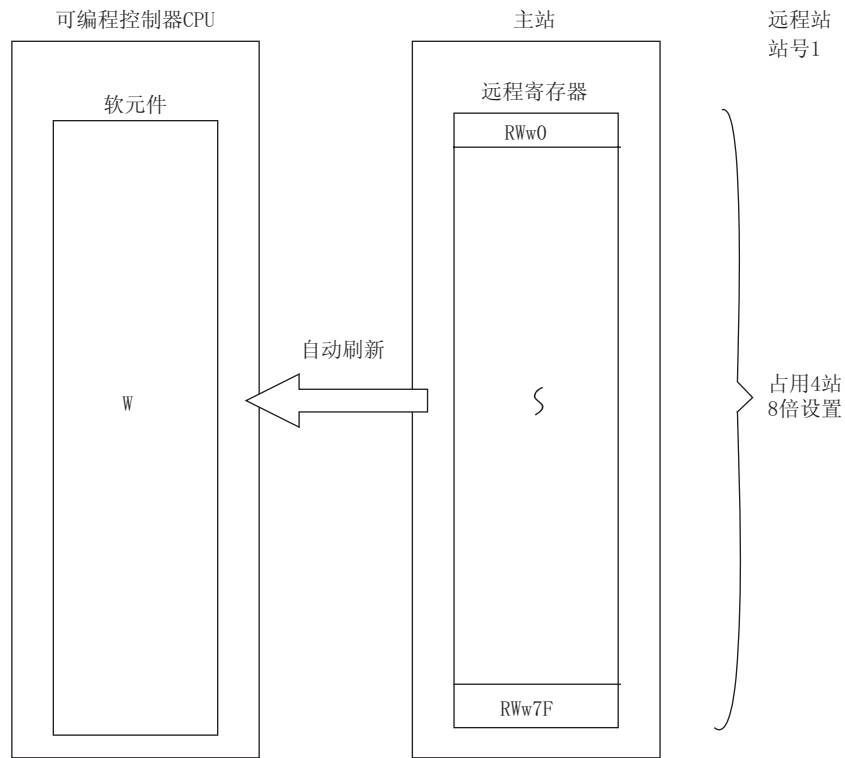 可编程控制器CPU
主站
远程站
站号1
软元件
远程寄存器
RWw0
自动刷新
W
占用4站
8倍设置
RWw7F